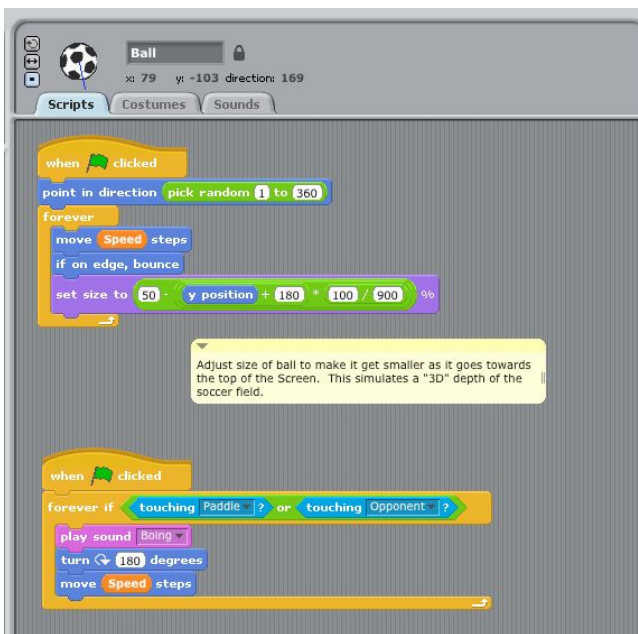 Ball
x: 79 y: -103 direction: 169
Scripts Costumes Sounds
when clicked
point in direction pick random 1 to 360
forever
move Speed steps
if on edge, bounce
set size to 50 - y position + 180 * 100 / 900 %
Adjust size of ball to make it get smaller as it goes towards
the top of the Screen. This simulates a "3D" depth of the
soccer field.
when clicked
forever if touching Paddle ? or touching Opponent ?
play sound Boing
turn 180 degrees
move Speed steps